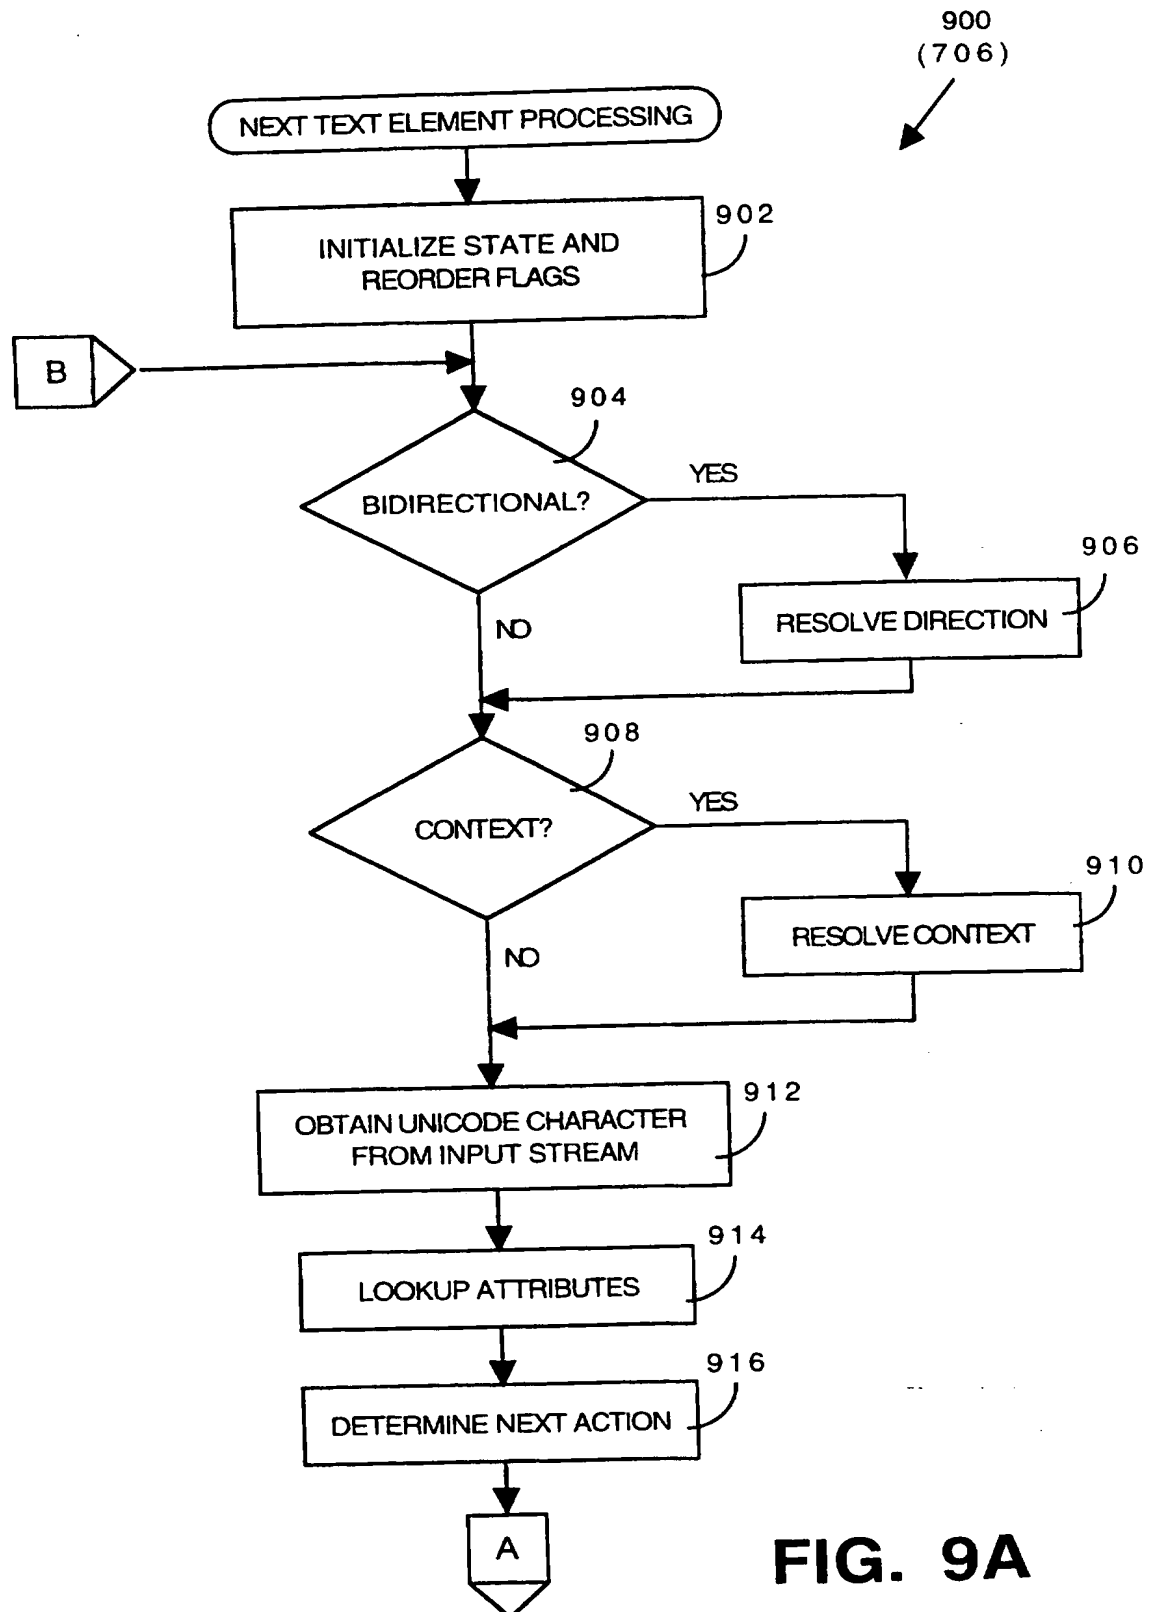 900
(706)
NEXT TEXT ELEMENT PROCESSING
902
INITIALIZE STATE AND
REORDER FLAGS
B
904
BIDIRECTIONAL?
YES
906
RESOLVE DIRECTION
NO
908
CONTEXT?
YES
910
RESOLVE CONTEXT
NO
912
OBTAIN UNICODE CHARACTER
FROM INPUT STREAM
914
LOOKUP ATTRIBUTES
916
DETERMINE NEXT ACTION
A
FIG. 9A